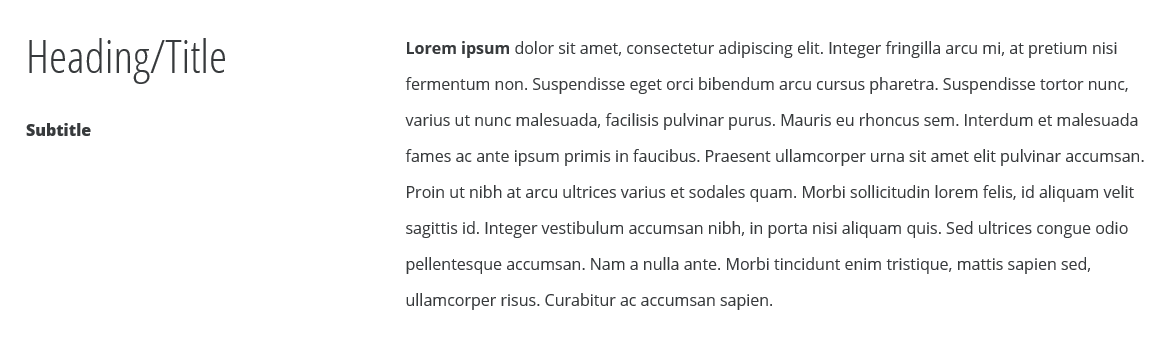 Heading/Title
Subtitle
Lorem ipsum dolor sit amet, consectetur adipiscing elit. Integer fringilla arcu mi, at pretium nisi
fermentum non. Suspendisse eget orci bibendum arcu cursus pharetra. Suspendisse tortor nunc,
varius ut nunc malesuada, facilisis pulvinar purus. Mauris eu rhoncus sem. Interdum et malesuada
fames ac ante ipsum primis in faucibus. Praesent ullamcorper urna sit amet elit pulvinar accumsan.
Proin ut nibh at arcu ultrices varius et sodales quam. Morbi sollicitudin lorem felis, id aliquam velit
sagittis id. Integer vestibulum accumsan nibh, in porta nisi aliquam quis. Sed ultrices congue odio
pellentesque accumsan. Nam a nulla ante. Morbi tincidunt enim tristique, mattis sapien sed,
ullamcorper risus. Curabitur ac accumsan sapien.